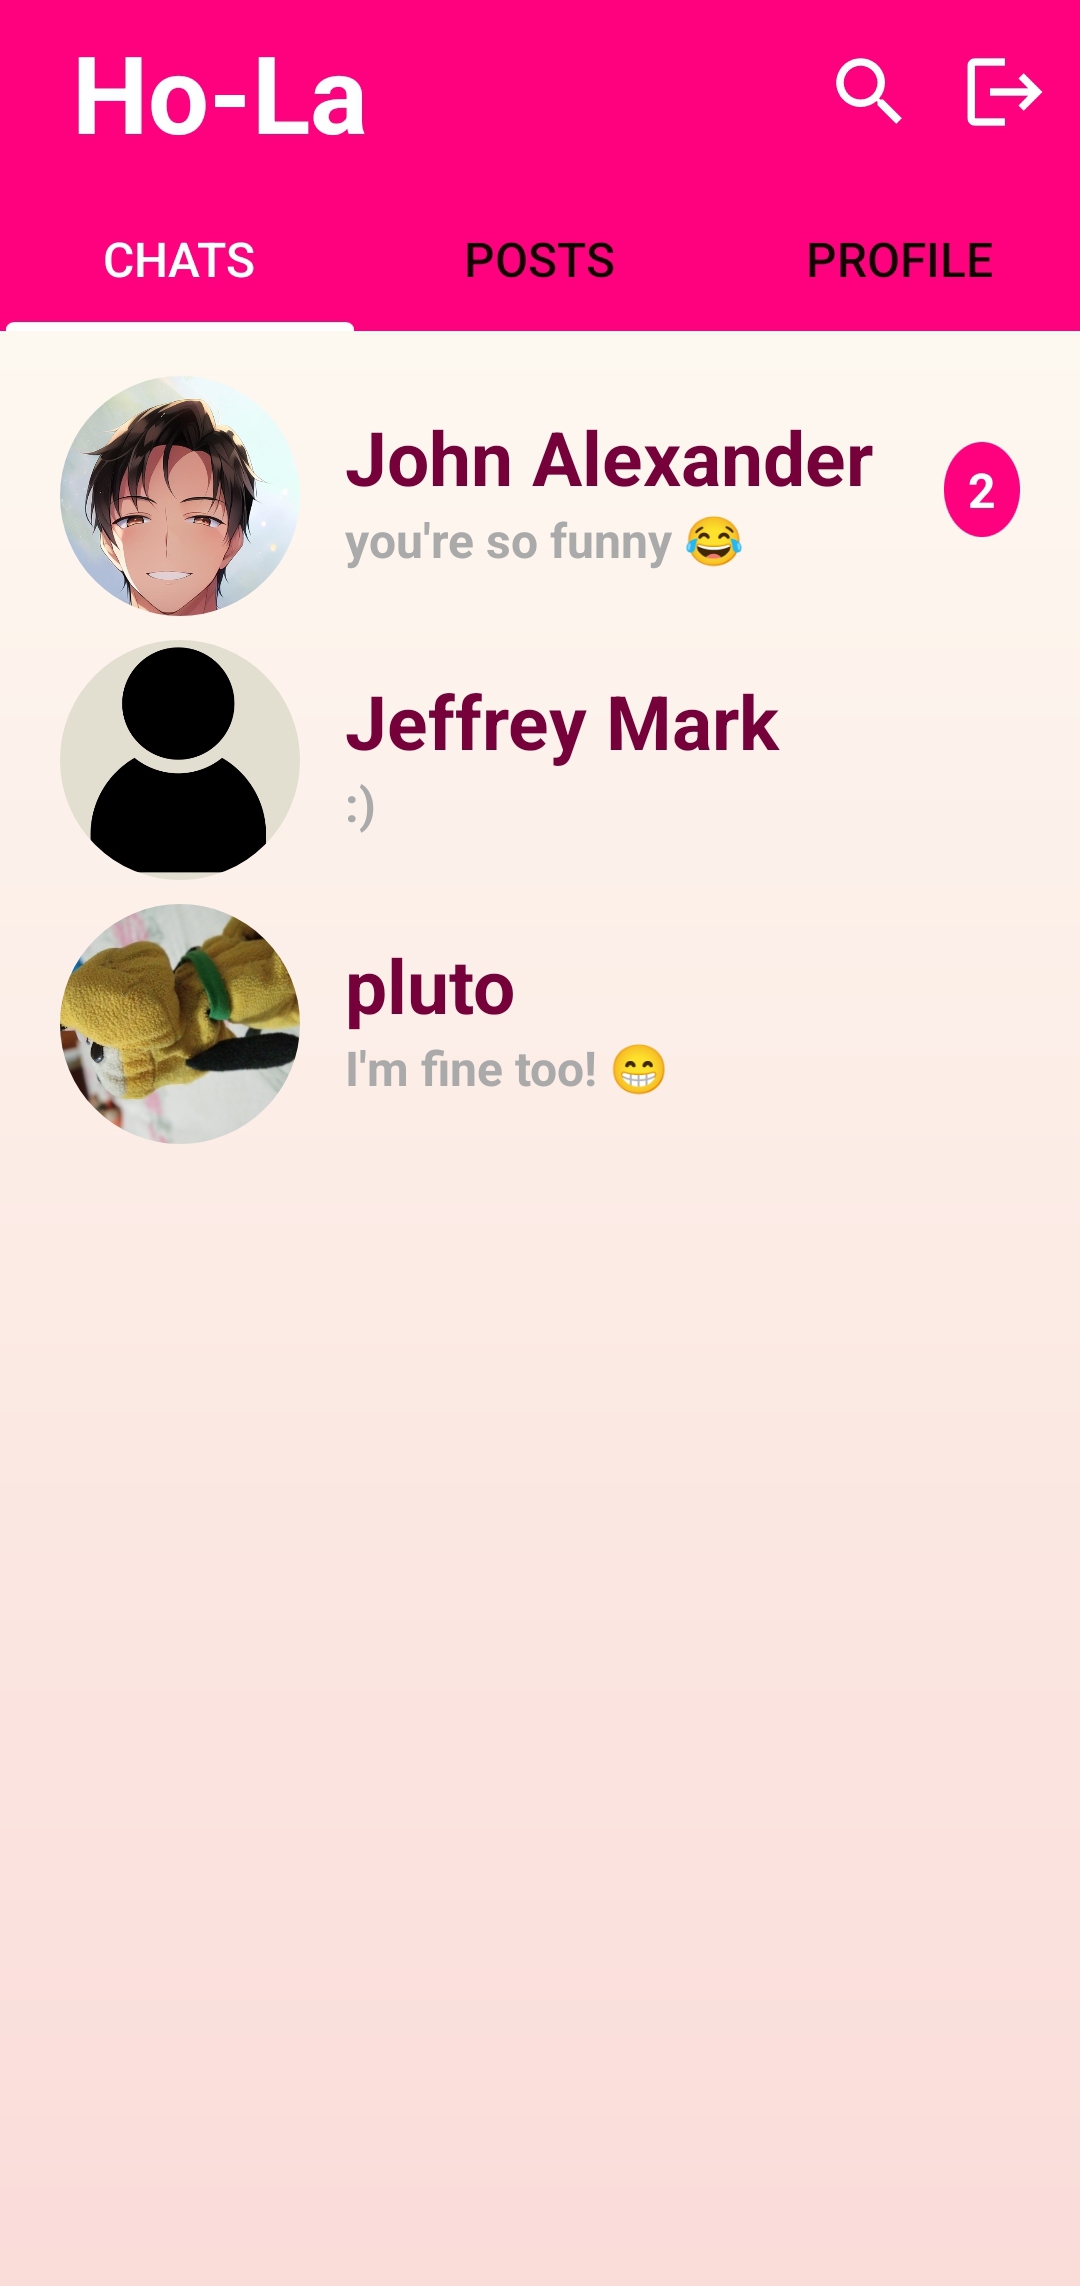 Ho-La
CHATS POSTS PROFILE
John Alexander
you're so funny 😂
2
Jeffrey Mark
:)
pluto
I'm fine too! 😁